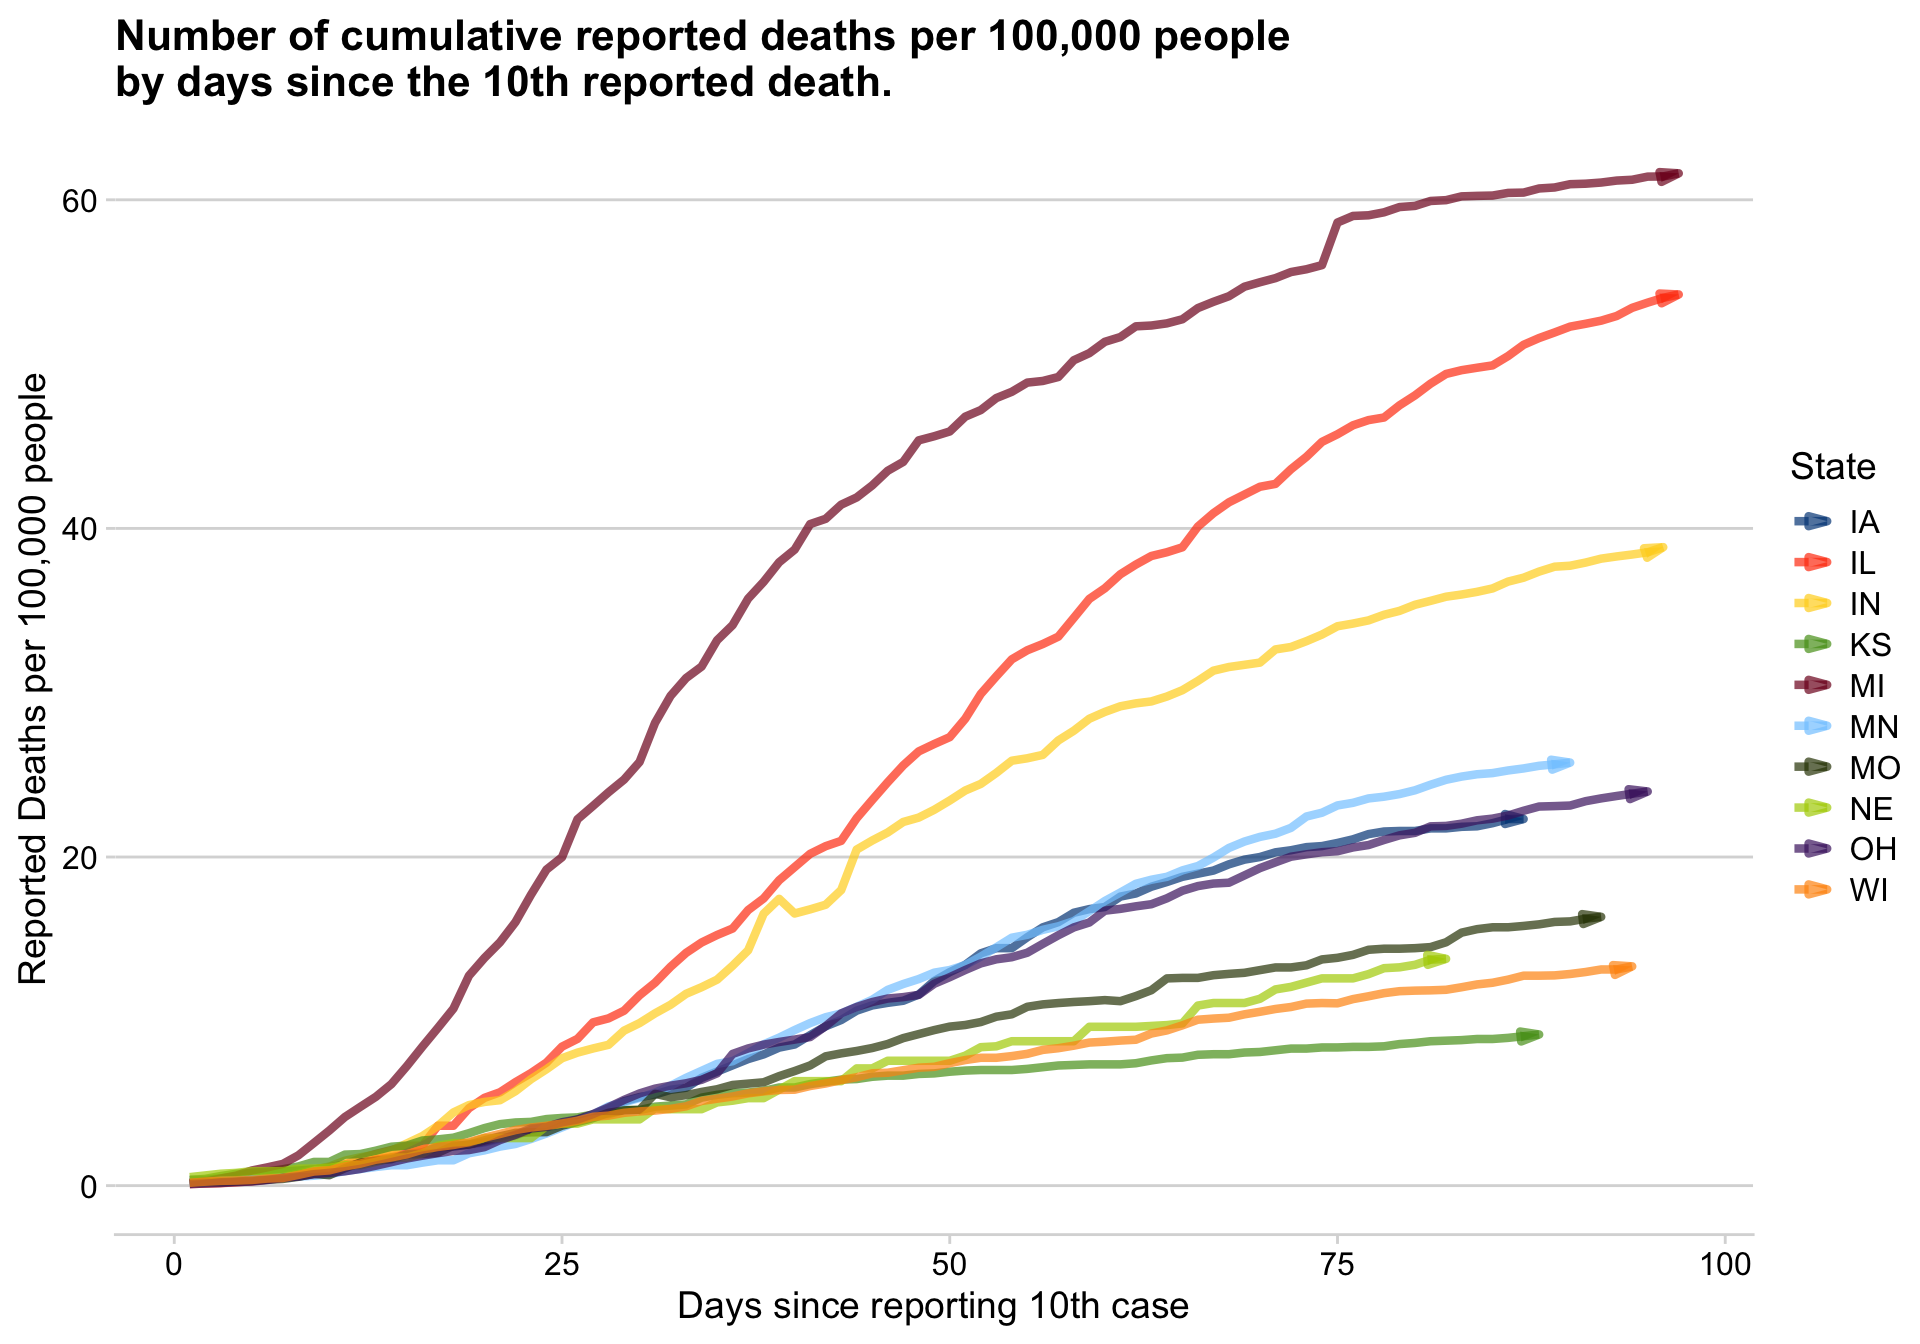 Number of cumulative reported deaths per 100,000 people
by days since the 10th reported death.
Reported Deaths per 100,000 people
60
40
20
0
0
25
50
75
100
Days since reporting 10th case
State
IA
IL
IN
KS
MI
MN
MO
NE
OH
WI